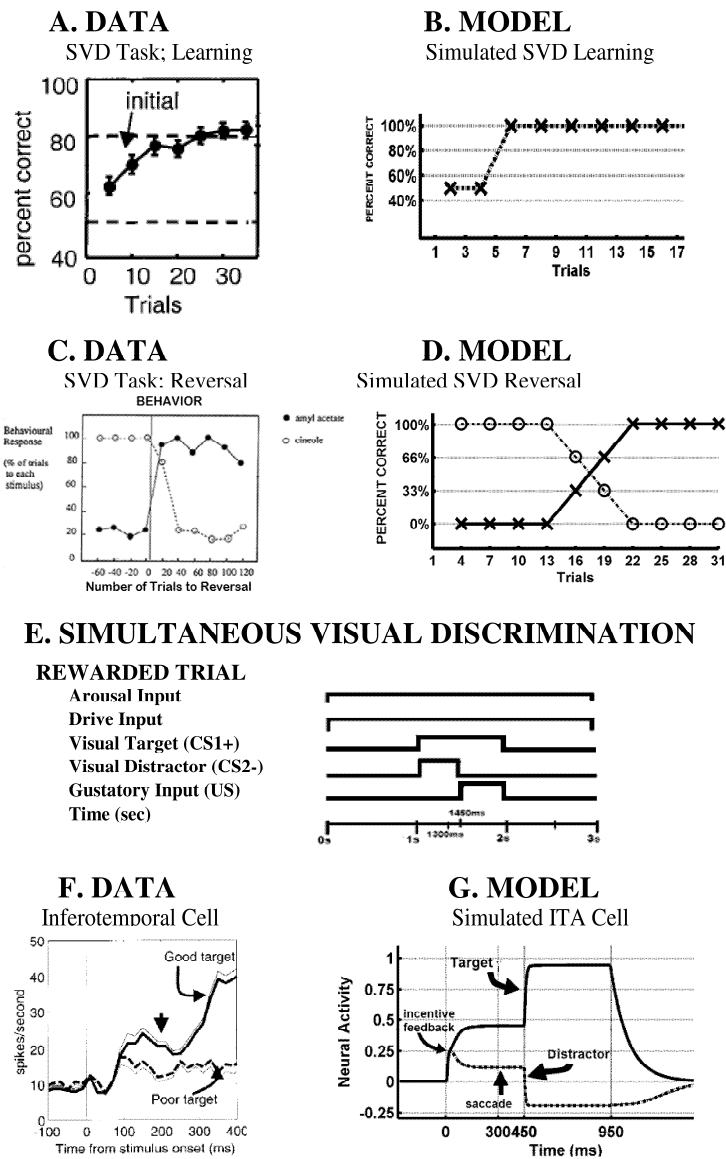 A. DATA
SVD Task; Learning
100
80
60
40
percent correct
initial
0 10 20 30
Trials
B. MODEL
Simulated SVD Learning
PERCENT CORRECT
100%
80%
60%
40%
1 3 5 7 9 11 13 15 17
Trials
C. DATA
SVD Task: Reversal
BEHAVIOR
Behavioural
Response
(% of trials
to each
stimulus)
100
80
60
40
20
0
amyl acetate
cineole
-60 -40 -20 0 20 40 60 80 100 120
Number of Trials to Reversal
D. MODEL
Simulated SVD Reversal
PERCENT CORRECT
100%
66%
33%
0%
1 4 7 10 13 16 19 22 25 28 31
Trials
E. SIMULTANEOUS VISUAL DISCRIMINATION
REWARDED TRIAL
Arousal Input
Drive Input
Visual Target (CS1+)
Visual Distractor (CS2-)
Gustatory Input (US)
Time (sec)
1450ms
0s 1s 1300ms 2s 3s
F. DATA
Inferotemporal Cell
50
40
30
20
10
0
spikes/second
Good target
Poor target
-100 0 100 200 300 400
Time from stimulus onset (ms)
G. MODEL
Simulated ITA Cell
Neural Activity
1
0.75
0.5
0.25
0
-0.25
Target
incentive
feedback
Distractor
saccade
0 300 450 950
Time (ms)